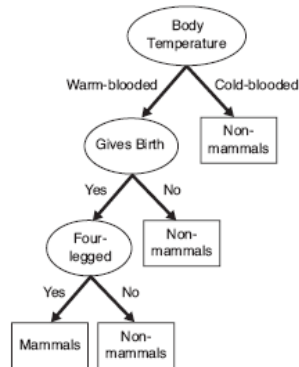 Body
Temperature
Warm-blooded
Cold-blooded
Gives Birth
Non-
mammals
Yes
No
Four-
legged
Non-
mammals
Yes
No
Mammals
Non-
mammals